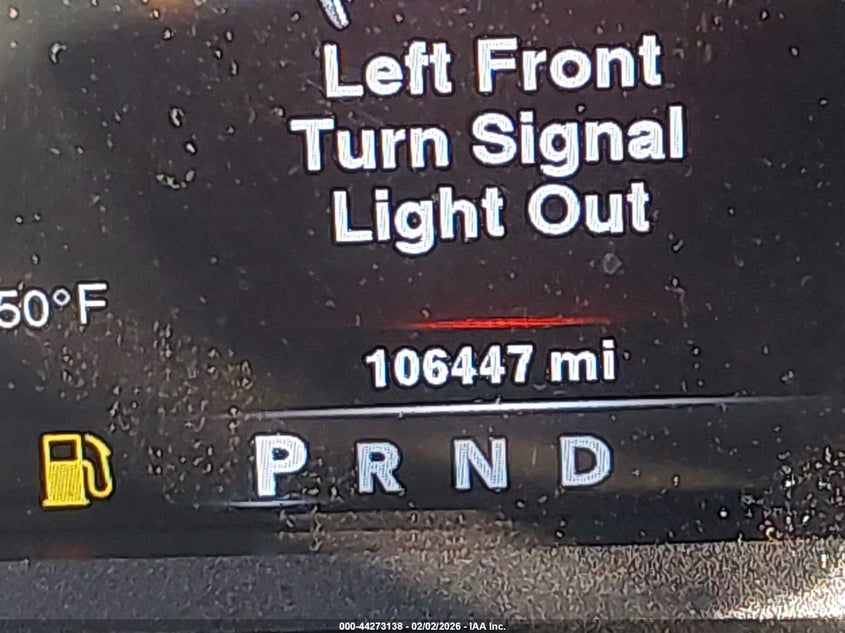 Left Front
Turn Signal
Light Out
50°F
106447 mi
P R N D
000-44273138 - 02/02/2026 - IAA Inc.